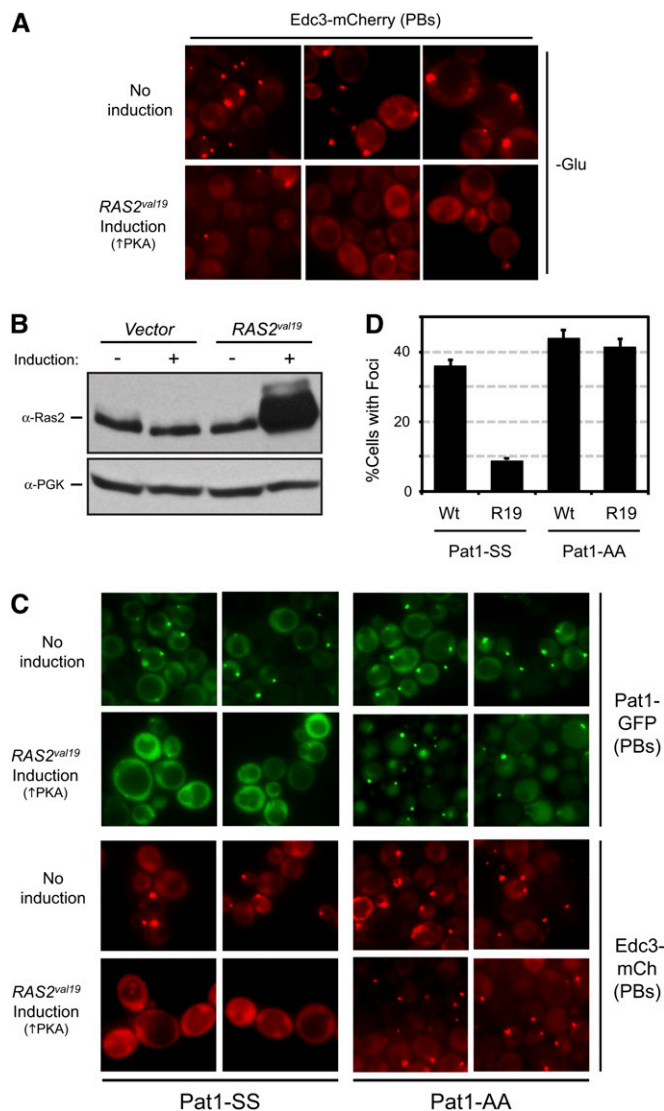 A
Edc3-mCherry (PBs)
No
induction
RAS2val19
Induction
(↑PKA)
-Glu
B
Vector
RAS2val19
Induction:
-
+
-
+
α-Ras2
α-PGK
D
%Cells with Foci
40
20
0
Wt
R19
Wt
R19
Pat1-SS
Pat1-AA
C
No
induction
RAS2val19
Induction
(↑PKA)
Pat1-
GFP
(PBs)
No
induction
RAS2val19
Induction
(↑PKA)
Edc3-
mCh
(PBs)
Pat1-SS
Pat1-AA